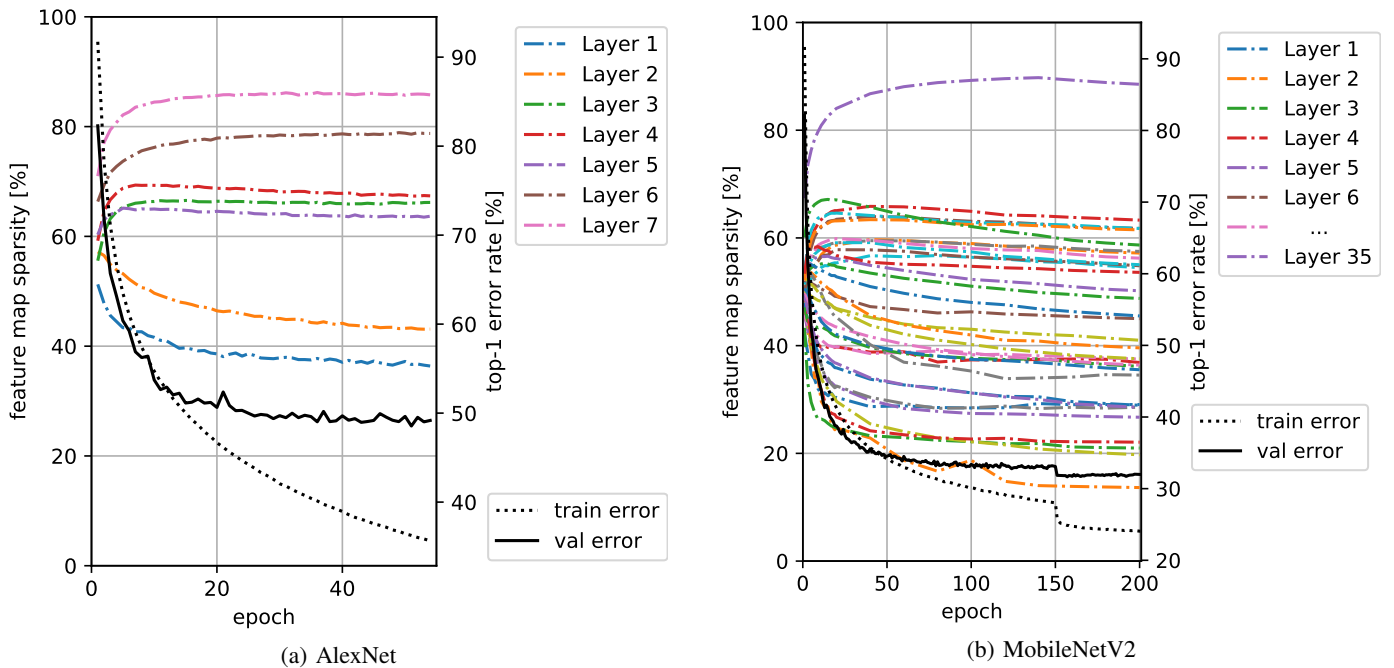 100
80
60
40
20
0
feature map sparsity [%]
0 20 40
epoch
90
80
70
60
50
40
top-1 error rate [%]
Layer 1
Layer 2
Layer 3
Layer 4
Layer 5
Layer 6
Layer 7
train error
val error
(a) AlexNet
100
80
60
40
20
0
feature map sparsity [%]
0 50 100 150 200
epoch
90
80
70
60
50
40
30
20
top-1 error rate [%]
Layer 1
Layer 2
Layer 3
Layer 4
Layer 5
Layer 6
...
Layer 35
train error
val error
(b) MobileNetV2